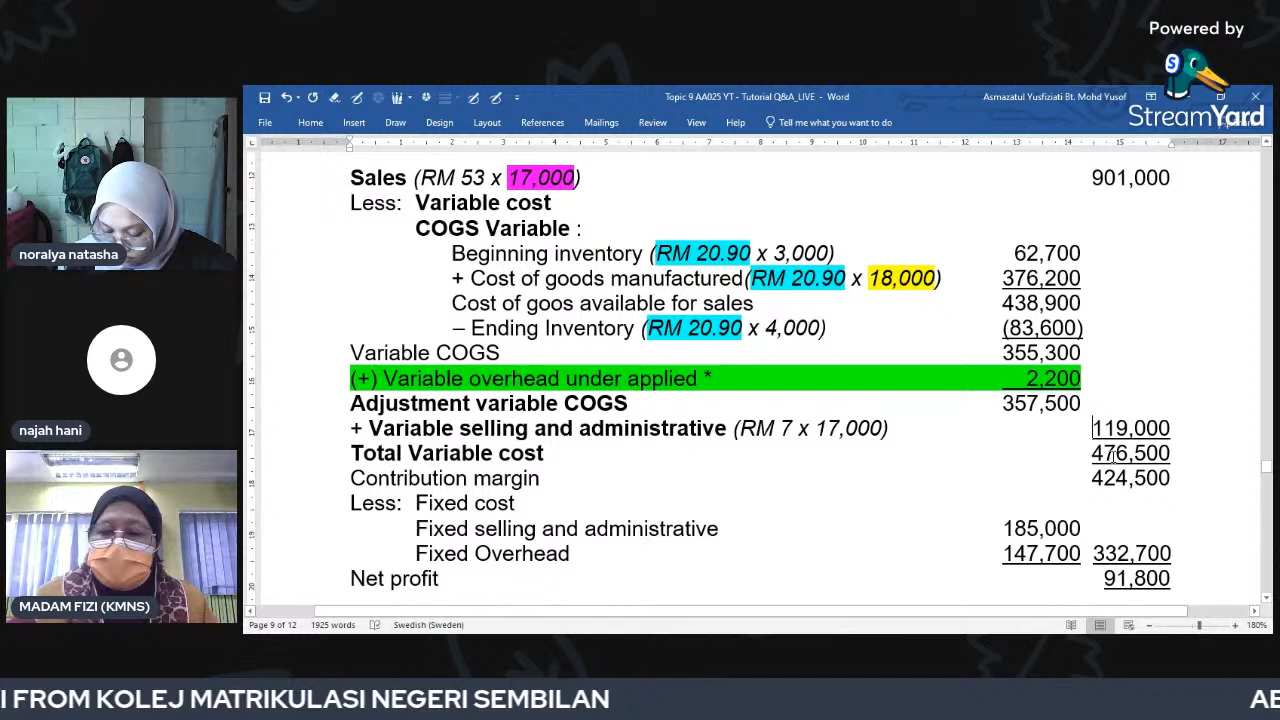 Powered by
StreamYard
Topic 9 AA025 YT - Tutorial Q&A_LIVE - Word
Asmazatul Yusfiziati Bt. Mohd Yusof
File Home Insert Draw Design Layout References Mailings Review View Help Tell me what you want to do
Sales (RM 53 x 17,000) 901,000
Less: Variable cost
COGS Variable :
Beginning inventory (RM 20.90 x 3,000) 62,700
+ Cost of goods manufactured(RM 20.90 x 18,000) 376,200
Cost of goos available for sales 438,900
– Ending Inventory (RM 20.90 x 4,000) (83,600)
Variable COGS 355,300
(+) Variable overhead under applied * 2,200
Adjustment variable COGS 357,500
+ Variable selling and administrative (RM 7 x 17,000) 119,000
Total Variable cost 476,500
Contribution margin 424,500
Less: Fixed cost
Fixed selling and administrative 185,000
Fixed Overhead 147,700 332,700
Net profit 91,800
Page 9 of 12 1925 words Swedish (Sweden) 180%
noralya natasha
najah hani
MADAM FIZI (KMNS)
I FROM KOLEJ MATRIKULASI NEGERI SEMBILAN
AB